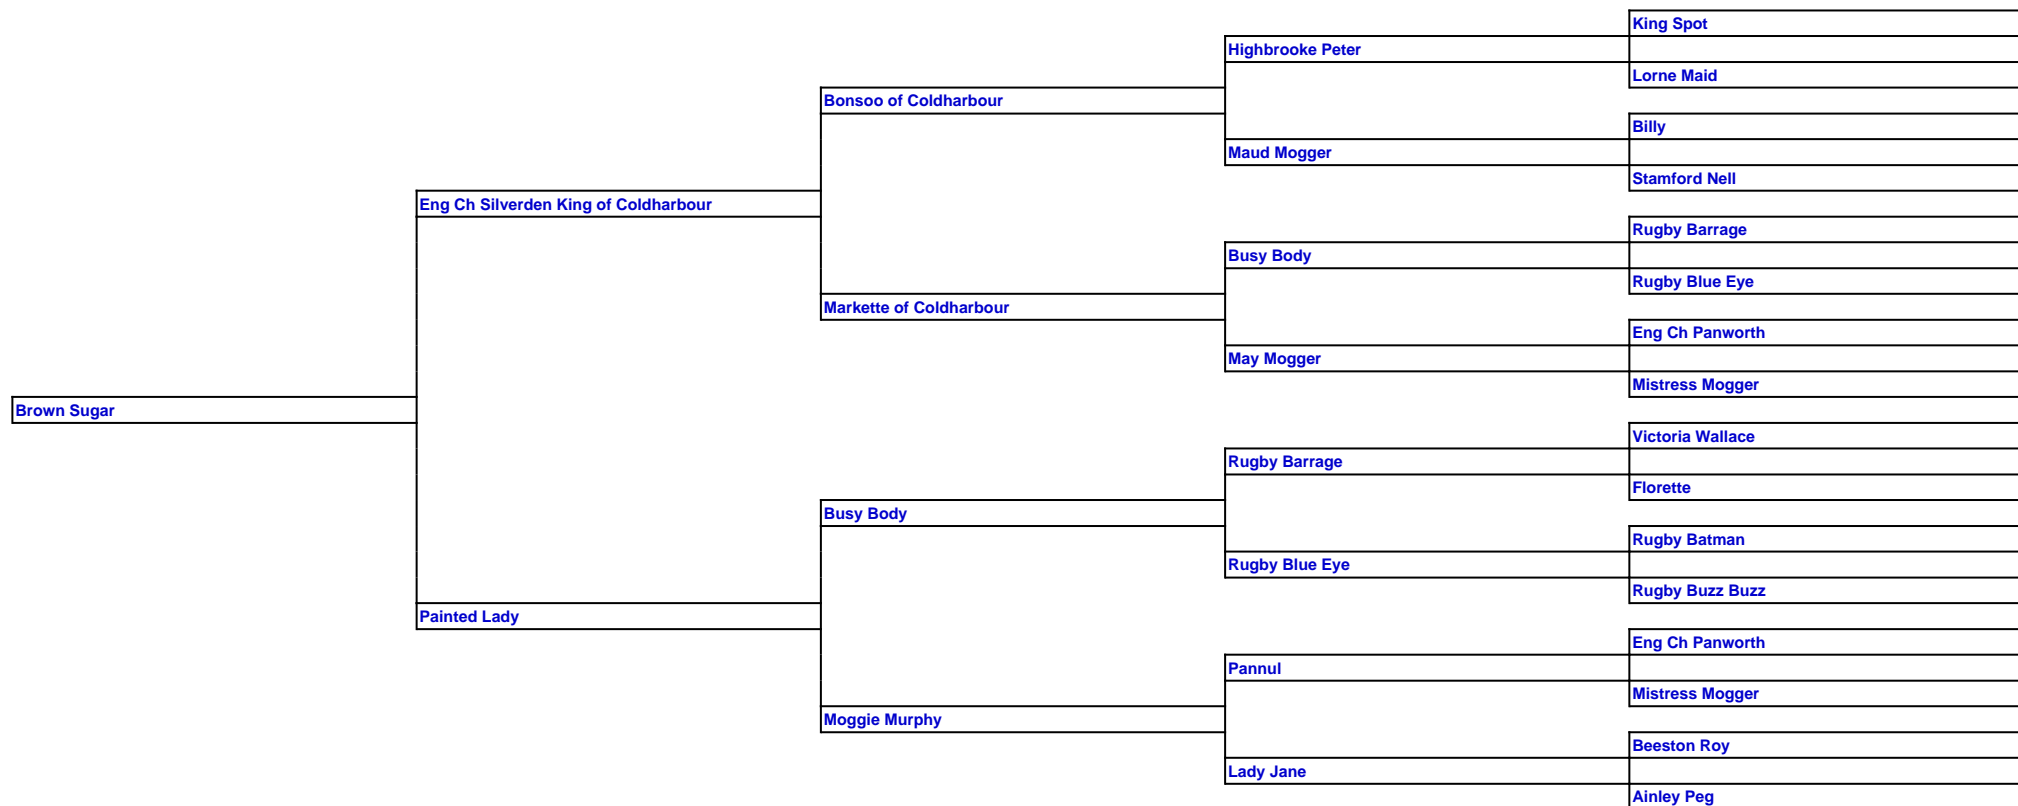 King Spot
Highbrooke Peter
Lorne Maid
Bonsoo of Coldharbour
Billy
Maud Mogger
Stamford Nell
Eng Ch Silverden King of Coldharbour
Rugby Barrage
Busy Body
Rugby Blue Eye
Markette of Coldharbour
Eng Ch Panworth
May Mogger
Mistress Mogger
Brown Sugar
Victoria Wallace
Rugby Barrage
Florette
Busy Body
Rugby Batman
Rugby Blue Eye
Rugby Buzz Buzz
Painted Lady
Eng Ch Panworth
Pannul
Mistress Mogger
Moggie Murphy
Beeston Roy
Lady Jane
Ainley Peg